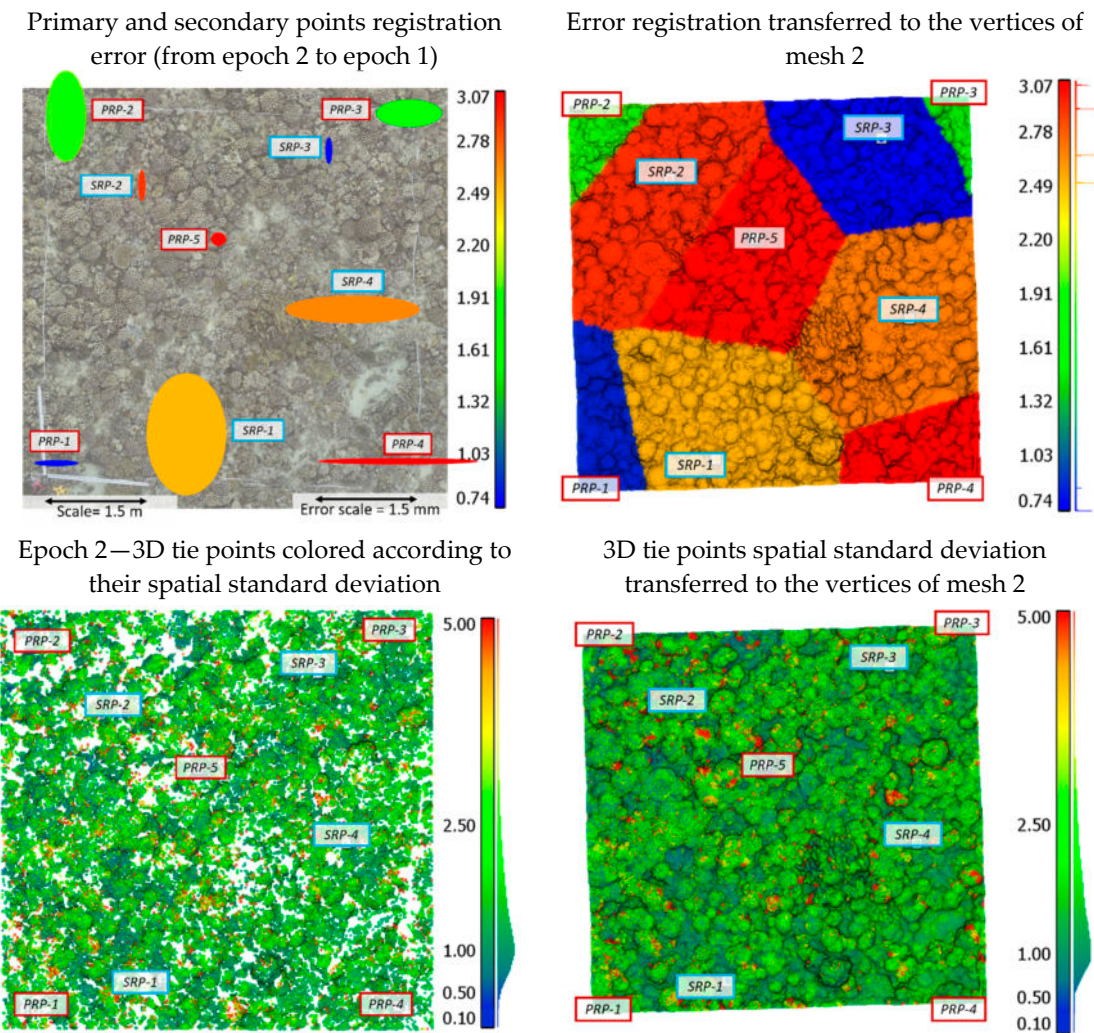 Primary and secondary points registration
error (from epoch 2 to epoch 1)
PRP-2
PRP-3
SRP-3
SRP-2
PRP-5
SRP-4
SRP-1
PRP-1
PRP-4
Scale= 1.5 m
Error scale = 1.5 mm
3.07
2.78
2.49
2.20
1.91
1.61
1.32
1.03
0.74
Error registration transferred to the vertices of
mesh 2
PRP-2
PRP-3
SRP-3
SRP-2
PRP-5
SRP-4
SRP-1
PRP-1
PRP-4
3.07
2.78
2.49
2.20
1.91
1.61
1.32
1.03
0.74
Epoch 2—3D tie points colored according to
their spatial standard deviation
PRP-2
PRP-3
SRP-3
SRP-2
PRP-5
SRP-4
SRP-1
PRP-1
PRP-4
5.00
2.50
1.00
0.50
0.10
3D tie points spatial standard deviation
transferred to the vertices of mesh 2
PRP-2
PRP-3
SRP-3
SRP-2
PRP-5
SRP-4
SRP-1
PRP-1
PRP-4
5.00
2.50
1.00
0.50
0.10